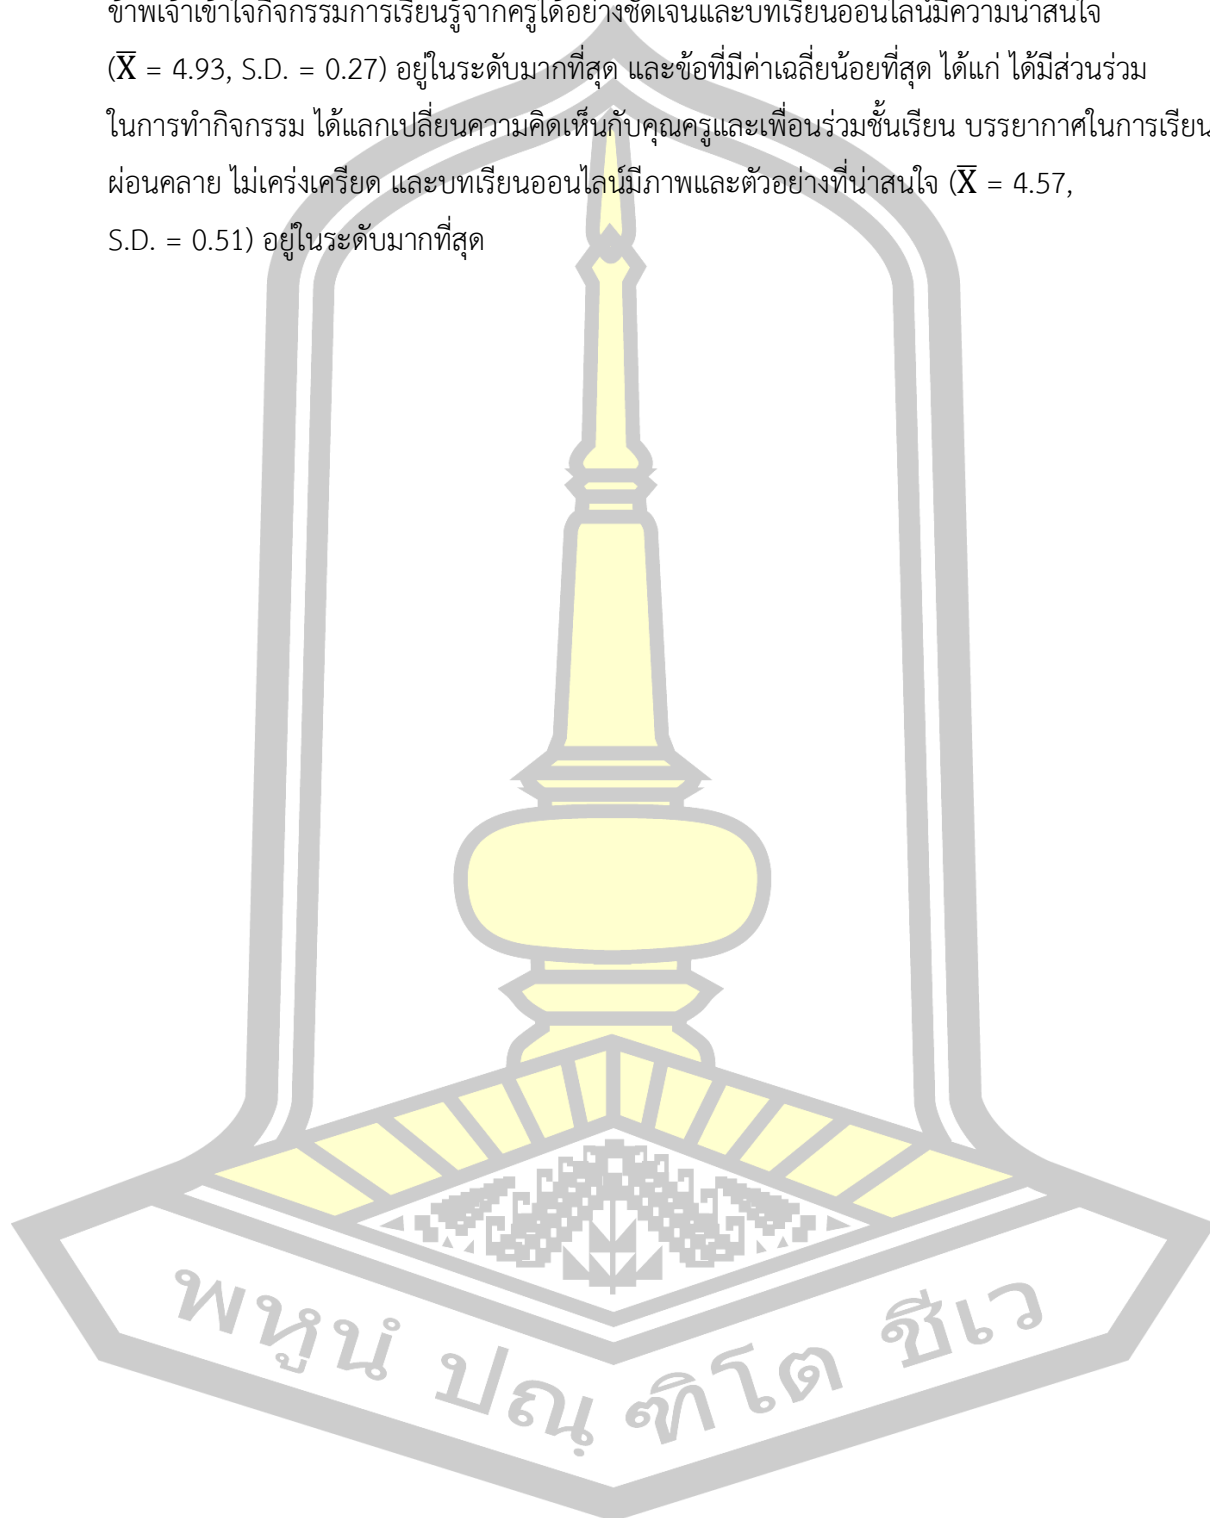 ข้าพเจ้าเข้าใจกิจกรรมการเรียนรู้จากครูได้อย่างชัดเจนและบทเรียนออนไลน์มีความน่าสนใจ
(X̅ = 4.93, S.D. = 0.27) อยู่ในระดับมากที่สุด และข้อที่มีค่าเฉลี่ยน้อยที่สุด ได้แก่ ได้มีส่วนร่วม
ในการทำกิจกรรม ได้แลกเปลี่ยนความคิดเห็นกับคุณครูและเพื่อนร่วมชั้นเรียน บรรยากาศในการเรียน
ผ่อนคลาย ไม่เคร่งเครียด และบทเรียนออนไลน์มีภาพและตัวอย่างที่น่าสนใจ (X̅ = 4.57,
S.D. = 0.51) อยู่ในระดับมากที่สุด
พหูนํ ปณฺฑิโต ชีเว